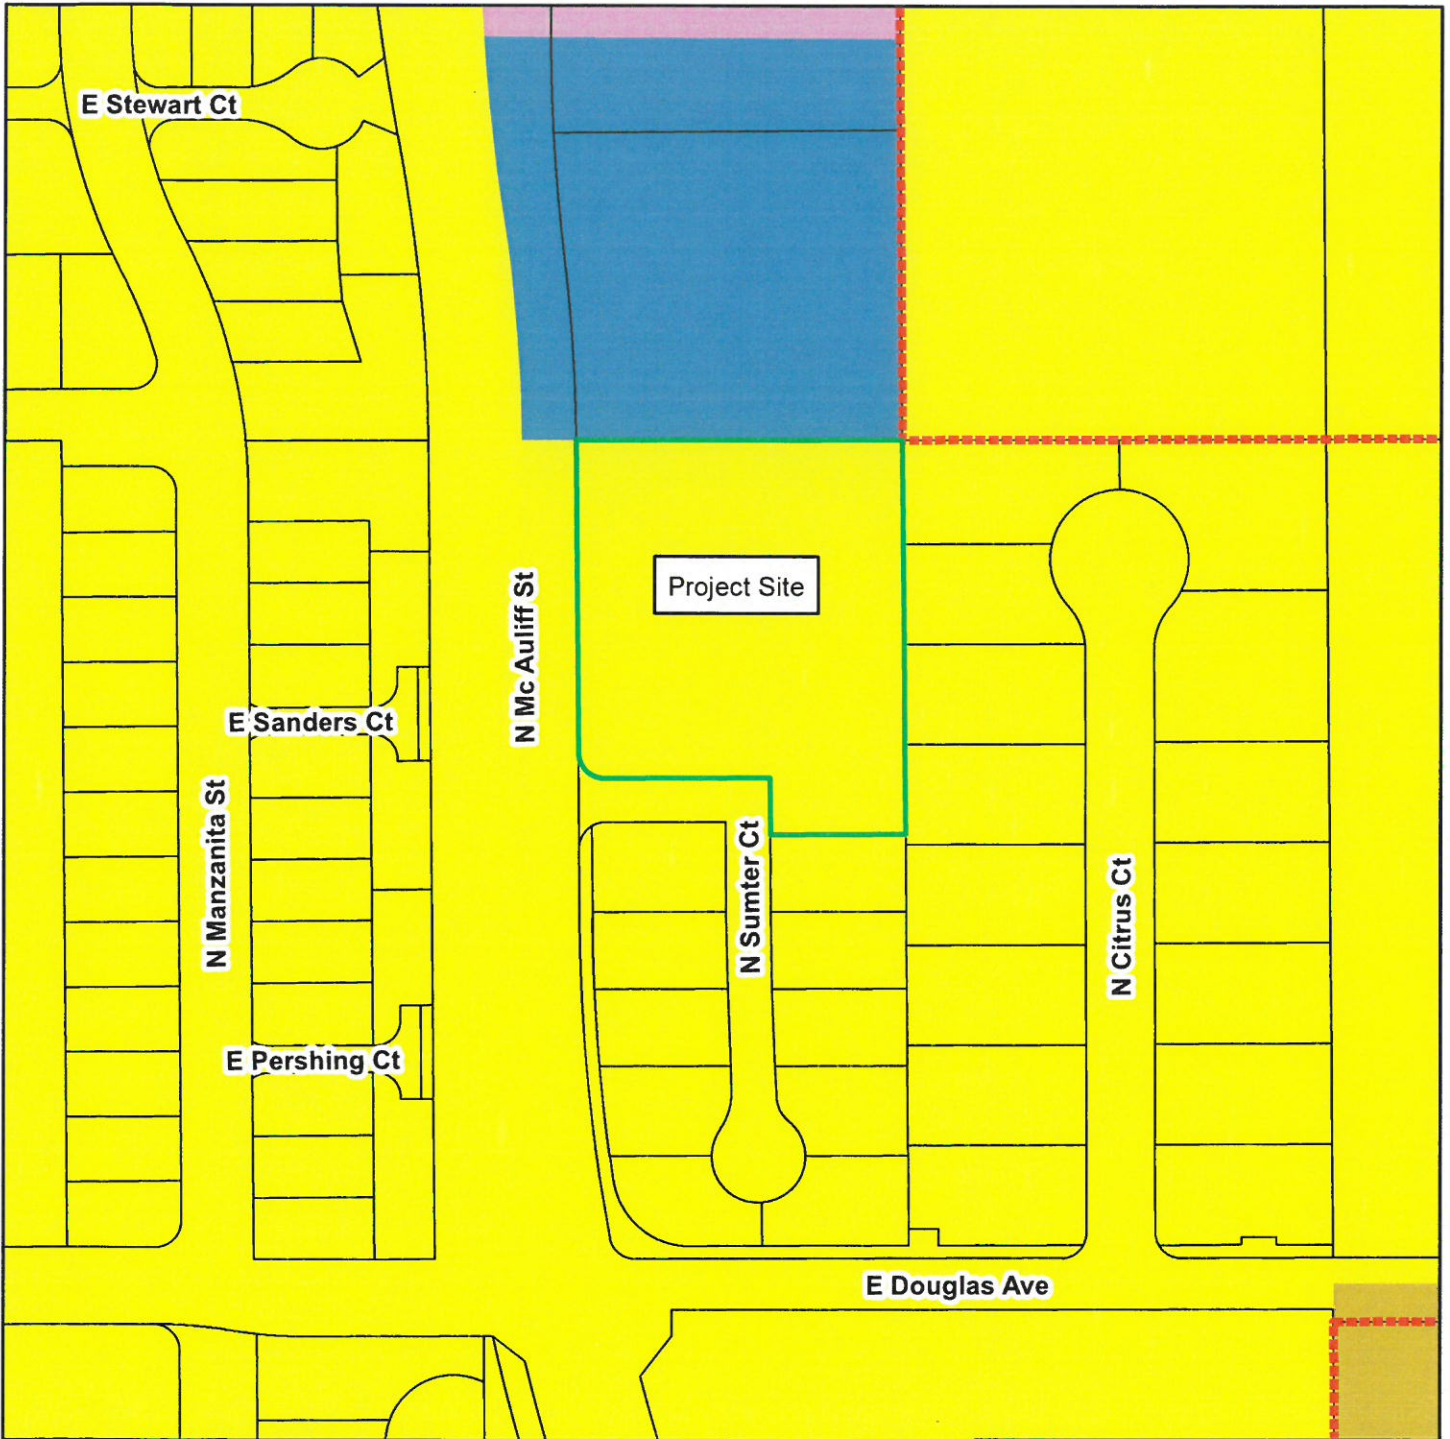 E Stewart Ct
Project Site
N Mc Auliff St
E Sanders Ct
N Manzanita St
N Sumter Ct
N Citrus Ct
E Pershing Ct
E Douglas Ave